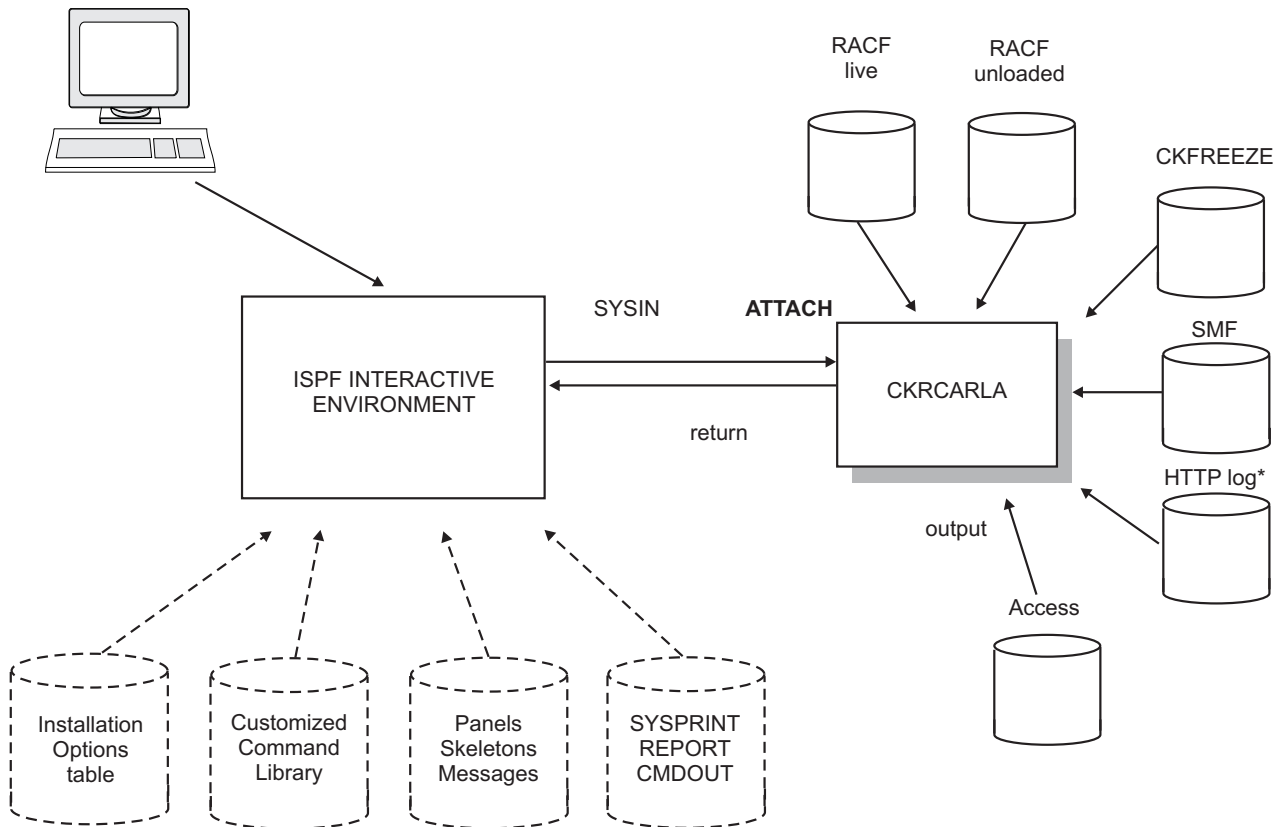 RACF
live
RACF
unloaded
CKFREEZE
SYSIN
ATTACH
SMF
ISPF INTERACTIVE
ENVIRONMENT
CKRCARLA
return
HTTP log*
output
Access
Installation
Options
table
Customized
Command
Library
Panels
Skeletons
Messages
SYSPRINT
REPORT
CMDOUT